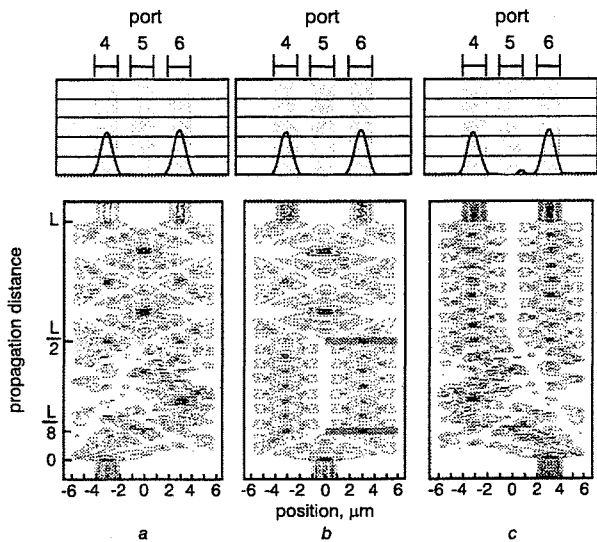 port port port
4 5 6 4 5 6 4 5 6
propagation distance
L
L
2
L
8
0
-6 -4 -2 0 2 4 6 -6 -4 -2 0 2 4 6 -6 -4 -2 0 2 4 6
position, μm
a b c